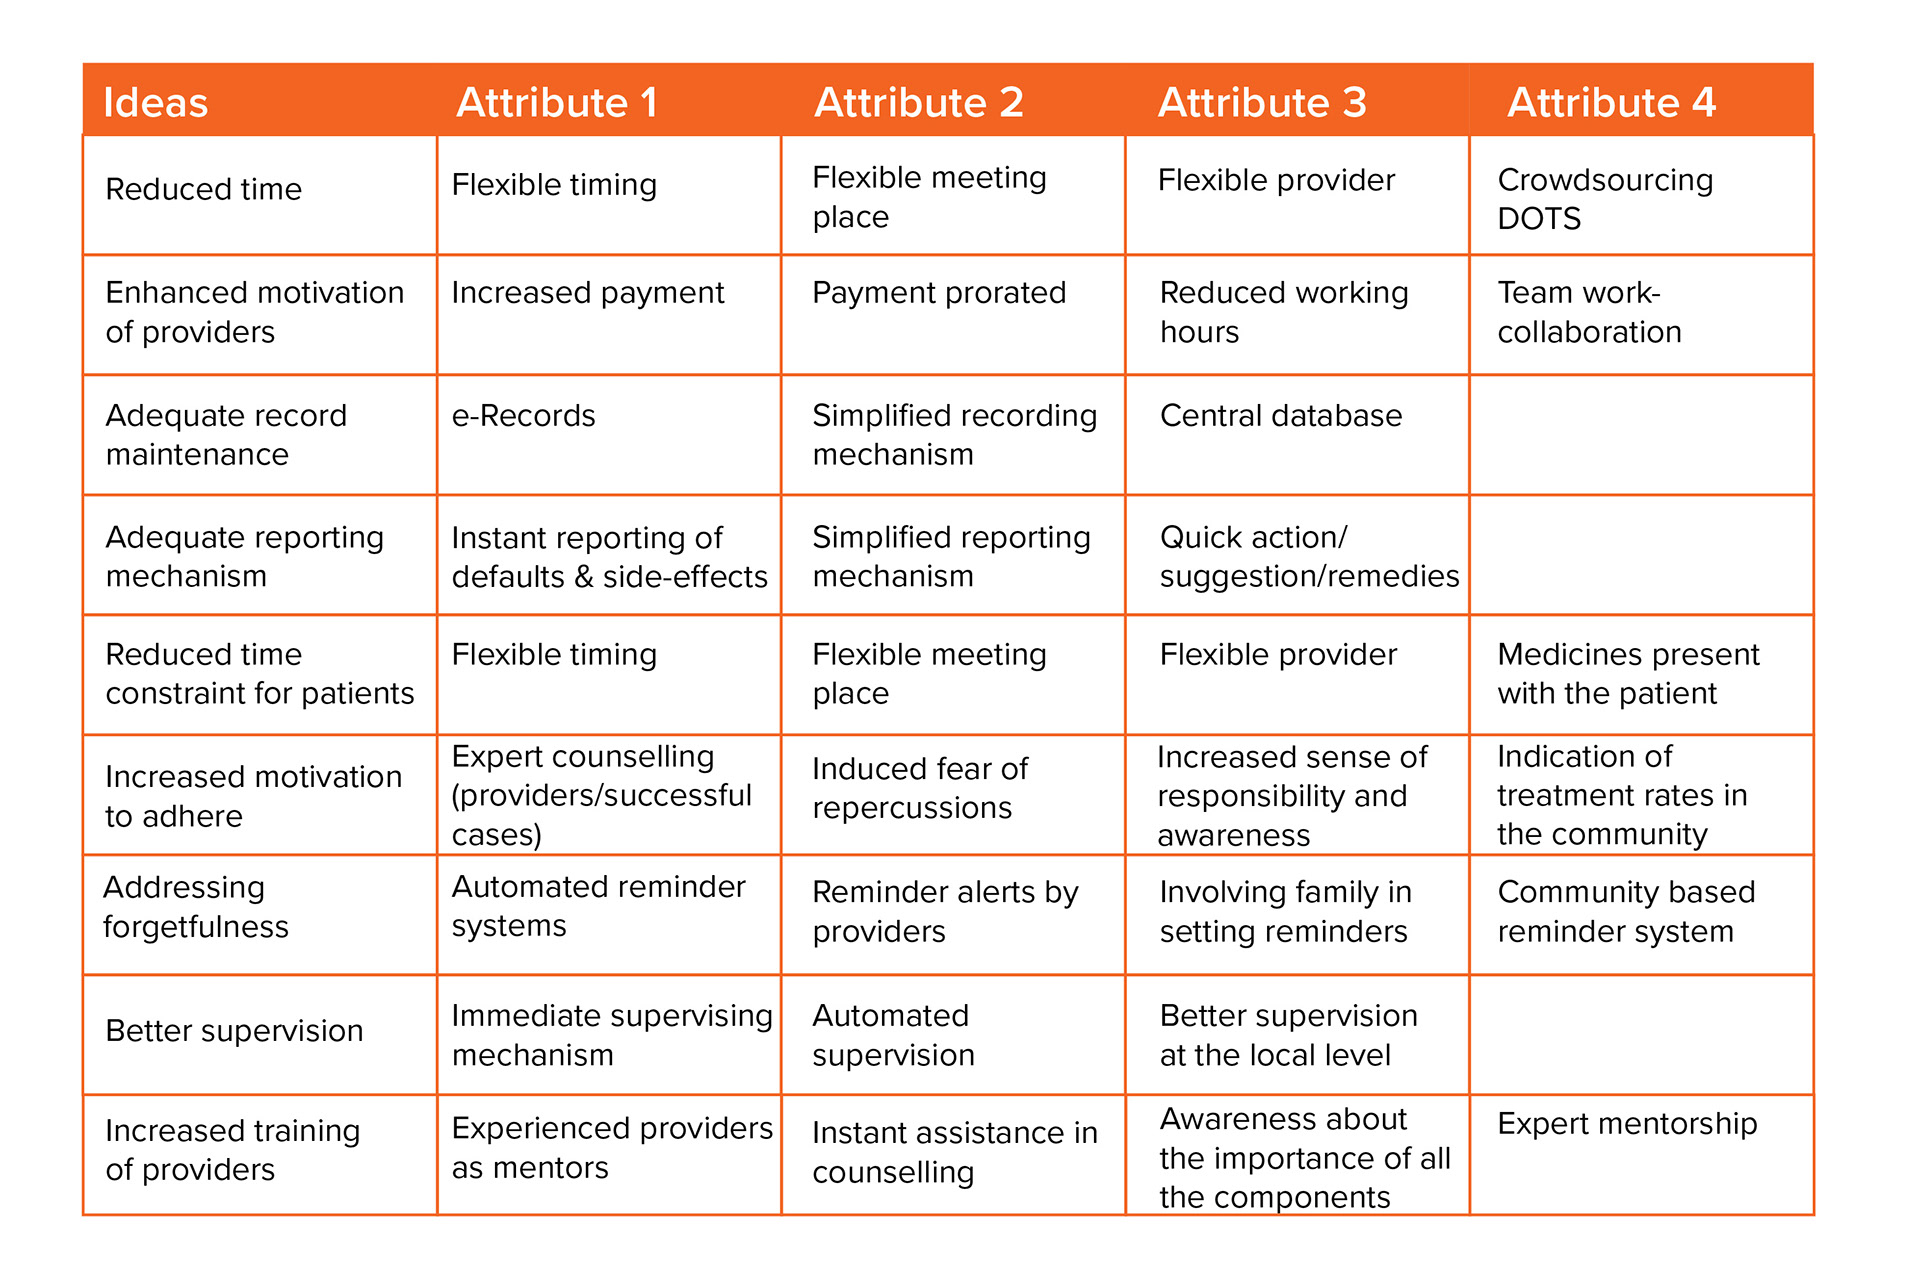 Ideas
Attribute 1
Attribute 2
Attribute 3
Attribute 4
Reduced time
Flexible timing
Flexible meeting
place
Flexible provider
Crowdsourcing
DOTS
Enhanced motivation
of providers
Increased payment
Payment prorated
Reduced working
hours
Team work-
collaboration
Adequate record
maintenance
e-Records
Simplified recording
mechanism
Central database
Adequate reporting
mechanism
Instant reporting of
defaults & side-effects
Simplified reporting
mechanism
Quick action/
suggestion/remedies
Reduced time
constraint for patients
Flexible timing
Flexible meeting
place
Flexible provider
Medicines present
with the patient
Increased motivation
to adhere
Expert counselling
(providers/successful
cases)
Induced fear of
repercussions
Increased sense of
responsibility and
awareness
Indication of
treatment rates in
the community
Addressing
forgetfulness
Automated reminder
systems
Reminder alerts by
providers
Involving family in
setting reminders
Community based
reminder system
Better supervision
Immediate supervising
mechanism
Automated
supervision
Better supervision
at the local level
Increased training
of providers
Experienced providers
as mentors
Instant assistance in
counselling
Awareness about
the importance of all
the components
Expert mentorship